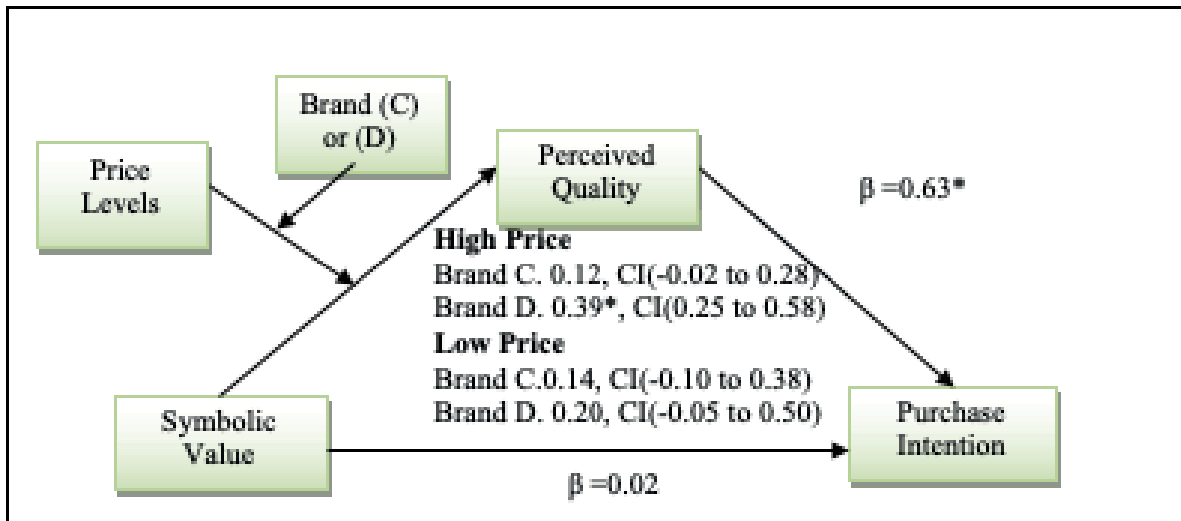 Brand (C)
or (D)
Price
Levels
Perceived
Quality
β =0.63*
High Price
Brand C. 0.12, CI(-0.02 to 0.28)
Brand D. 0.39*, CI(0.25 to 0.58)
Low Price
Brand C.0.14, CI(-0.10 to 0.38)
Brand D. 0.20, CI(-0.05 to 0.50)
Symbolic
Value
Purchase
Intention
β =0.02